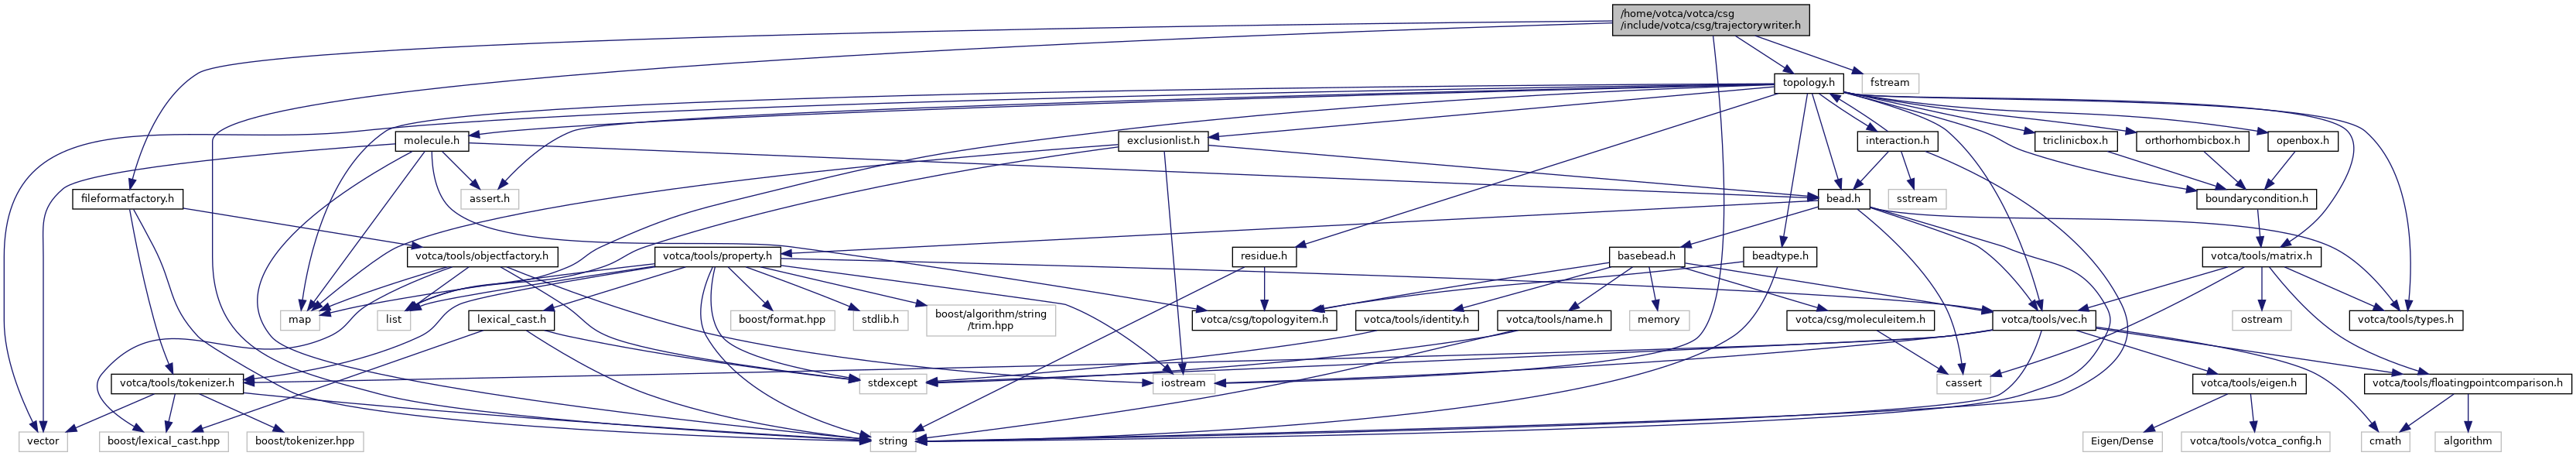 /home/votca/votca/csg
/include/votca/csg/trajectorywriter.h
topology.h
fstream
molecule.h
exclusionlist.h
interaction.h
triclinicbox.h
orthorhombicbox.h
openbox.h
fileformatfactory.h
assert.h
bead.h
sstream
boundarycondition.h
votca/tools/objectfactory.h
votca/tools/property.h
residue.h
basebead.h
beadtype.h
votca/tools/matrix.h
map
list
lexical_cast.h
boost/format.hpp
stdlib.h
boost/algorithm/string
/trim.hpp
votca/csg/topologyitem.h
votca/tools/identity.h
votca/tools/name.h
memory
votca/csg/moleculeitem.h
votca/tools/vec.h
ostream
votca/tools/types.h
votca/tools/tokenizer.h
stdexcept
iostream
cassert
votca/tools/eigen.h
votca/tools/floatingpointcomparison.h
vector
boost/lexical_cast.hpp
boost/tokenizer.hpp
string
Eigen/Dense
votca/tools/votca_config.h
cmath
algorithm